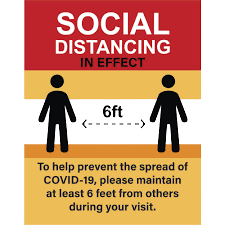 SOCIAL
DISTANCING
IN EFFECT
6ft
To help prevent the spread of
COVID-19, please maintain
at least 6 feet from others
during your visit.